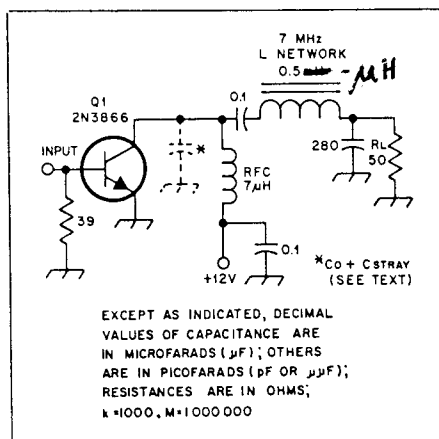 7 MHz
L NETWORK
0.5 - μH
Q1
2N3866
0.1
INPUT
*
280
RL
50
RFC
7μH
39
0.1
+12V
*Co + CSTRAY
(SEE TEXT)
EXCEPT AS INDICATED, DECIMAL
VALUES OF CAPACITANCE ARE
IN MICROFARADS (μF); OTHERS
ARE IN PICOFARADS (pF OR μμF);
RESISTANCES ARE IN OHMS;
k=1000, M=1000000